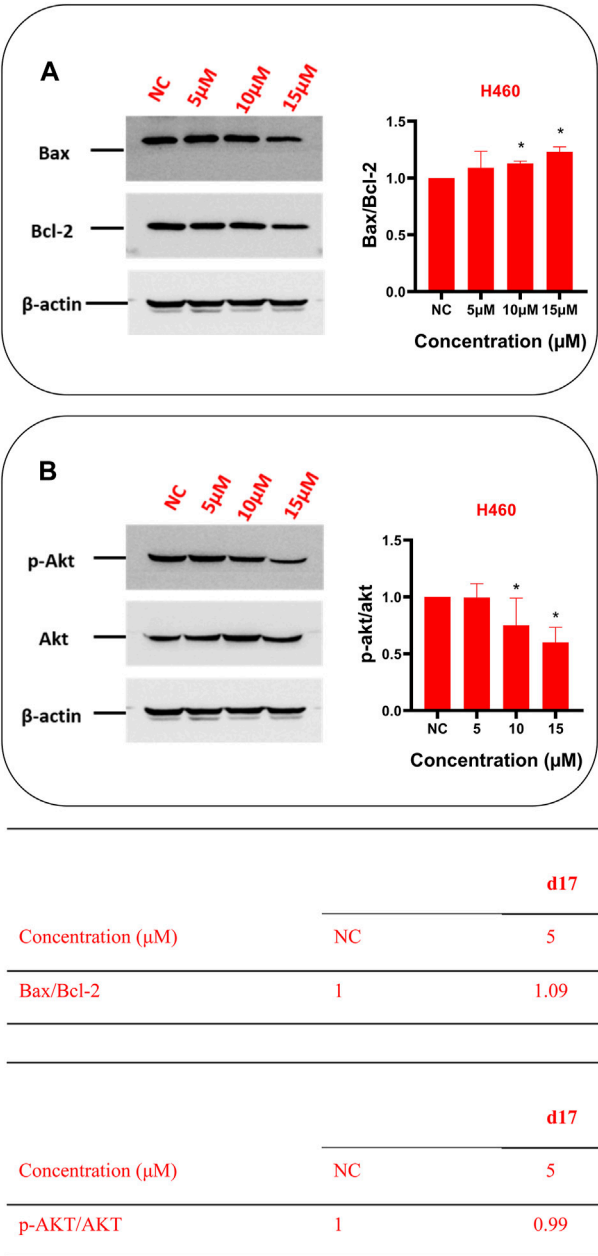 A
NC 5μM 10μM 15μM
Bax
Bcl-2
β-actin
H460
Bax/Bcl-2
1.5
1.0
0.5
0.0
* *
NC 5μM 10μM 15μM
Concentration (μM)
B
NC 5μM 10μM 15μM
p-Akt
Akt
β-actin
H460
p-akt/akt
1.5
1.0
0.5
0.0
* *
NC 5 10 15
Concentration (μM)
d17
Concentration (μM) NC 5
Bax/Bcl-2 1 1.09
d17
Concentration (μM) NC 5
p-AKT/AKT 1 0.99